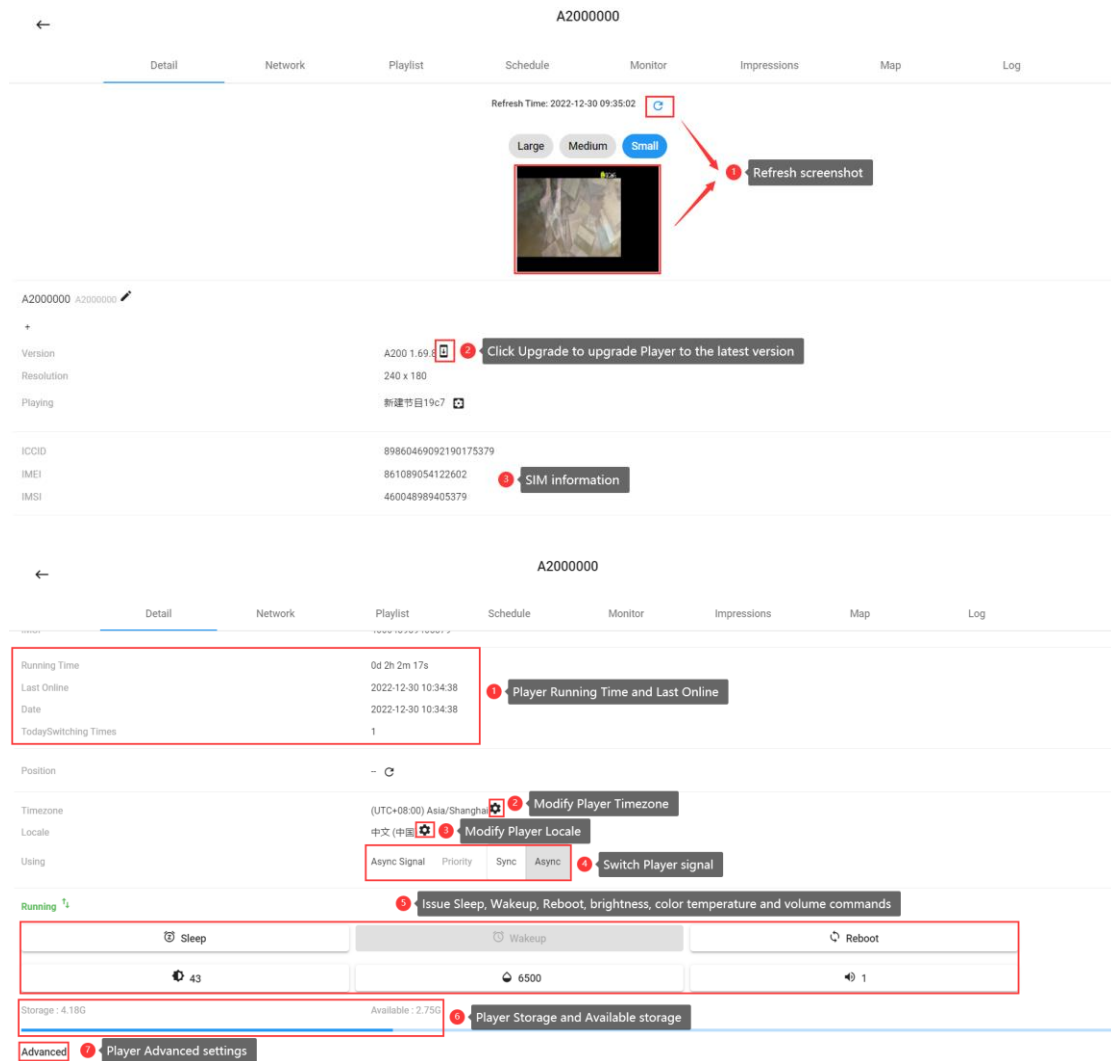 A2000000
Detail Network Playlist Schedule Monitor Impressions Map Log
Refresh Time: 2022-12-30 09:35:02
Large Medium Small
1 Refresh screenshot
A2000000 A2000000
+
Version A200 1.69.8 2 Click Upgrade to upgrade Player to the latest version
Resolution 240 x 180
Playing 新建节目19c7
ICCID 89860469092190175379
IMEI 861089054122602
3 SIM information
IMSI 460048989405379
A2000000
Detail Network Playlist Schedule Monitor Impressions Map Log
Running Time 0d 2h 2m 17s
Last Online 2022-12-30 10:34:38
1 Player Running Time and Last Online
Date 2022-12-30 10:34:38
TodaySwitching Times 1
Position –
Timezone (UTC+08:00) Asia/Shanghai 2 Modify Player Timezone
Locale 中文 (中国 3 Modify Player Locale
Using Async Signal Priority Sync Async 4 Switch Player signal
Running 5 Issue Sleep, Wakeup, Reboot, brightness, color temperature and volume commands
Sleep Wakeup Reboot
43 6500 1
Storage : 4.18G Available : 2.75G 6 Player Storage and Available storage
Advanced 7 Player Advanced settings